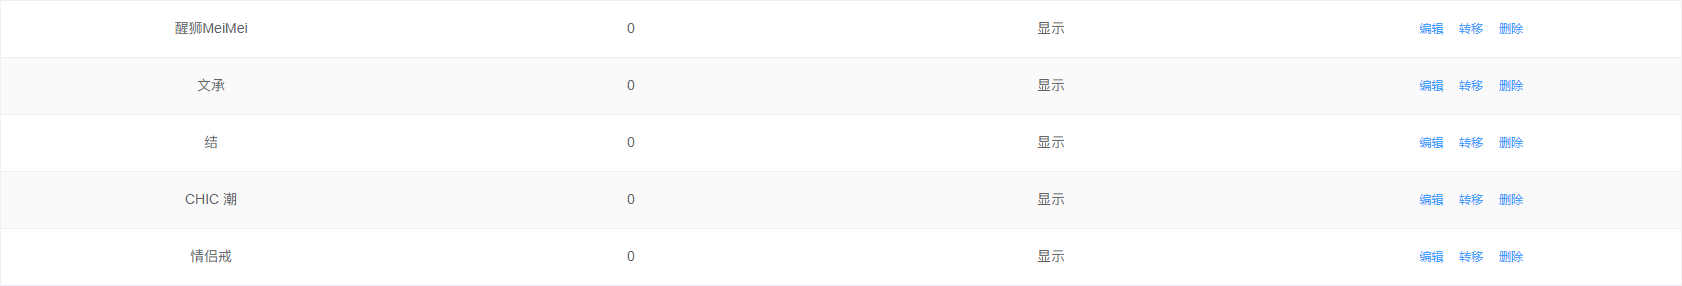 醒狮MeiMei 0 显示 编辑 转移 删除
文承 0 显示 编辑 转移 删除
结 0 显示 编辑 转移 删除
CHIC 潮 0 显示 编辑 转移 删除
情侣戒 0 显示 编辑 转移 删除